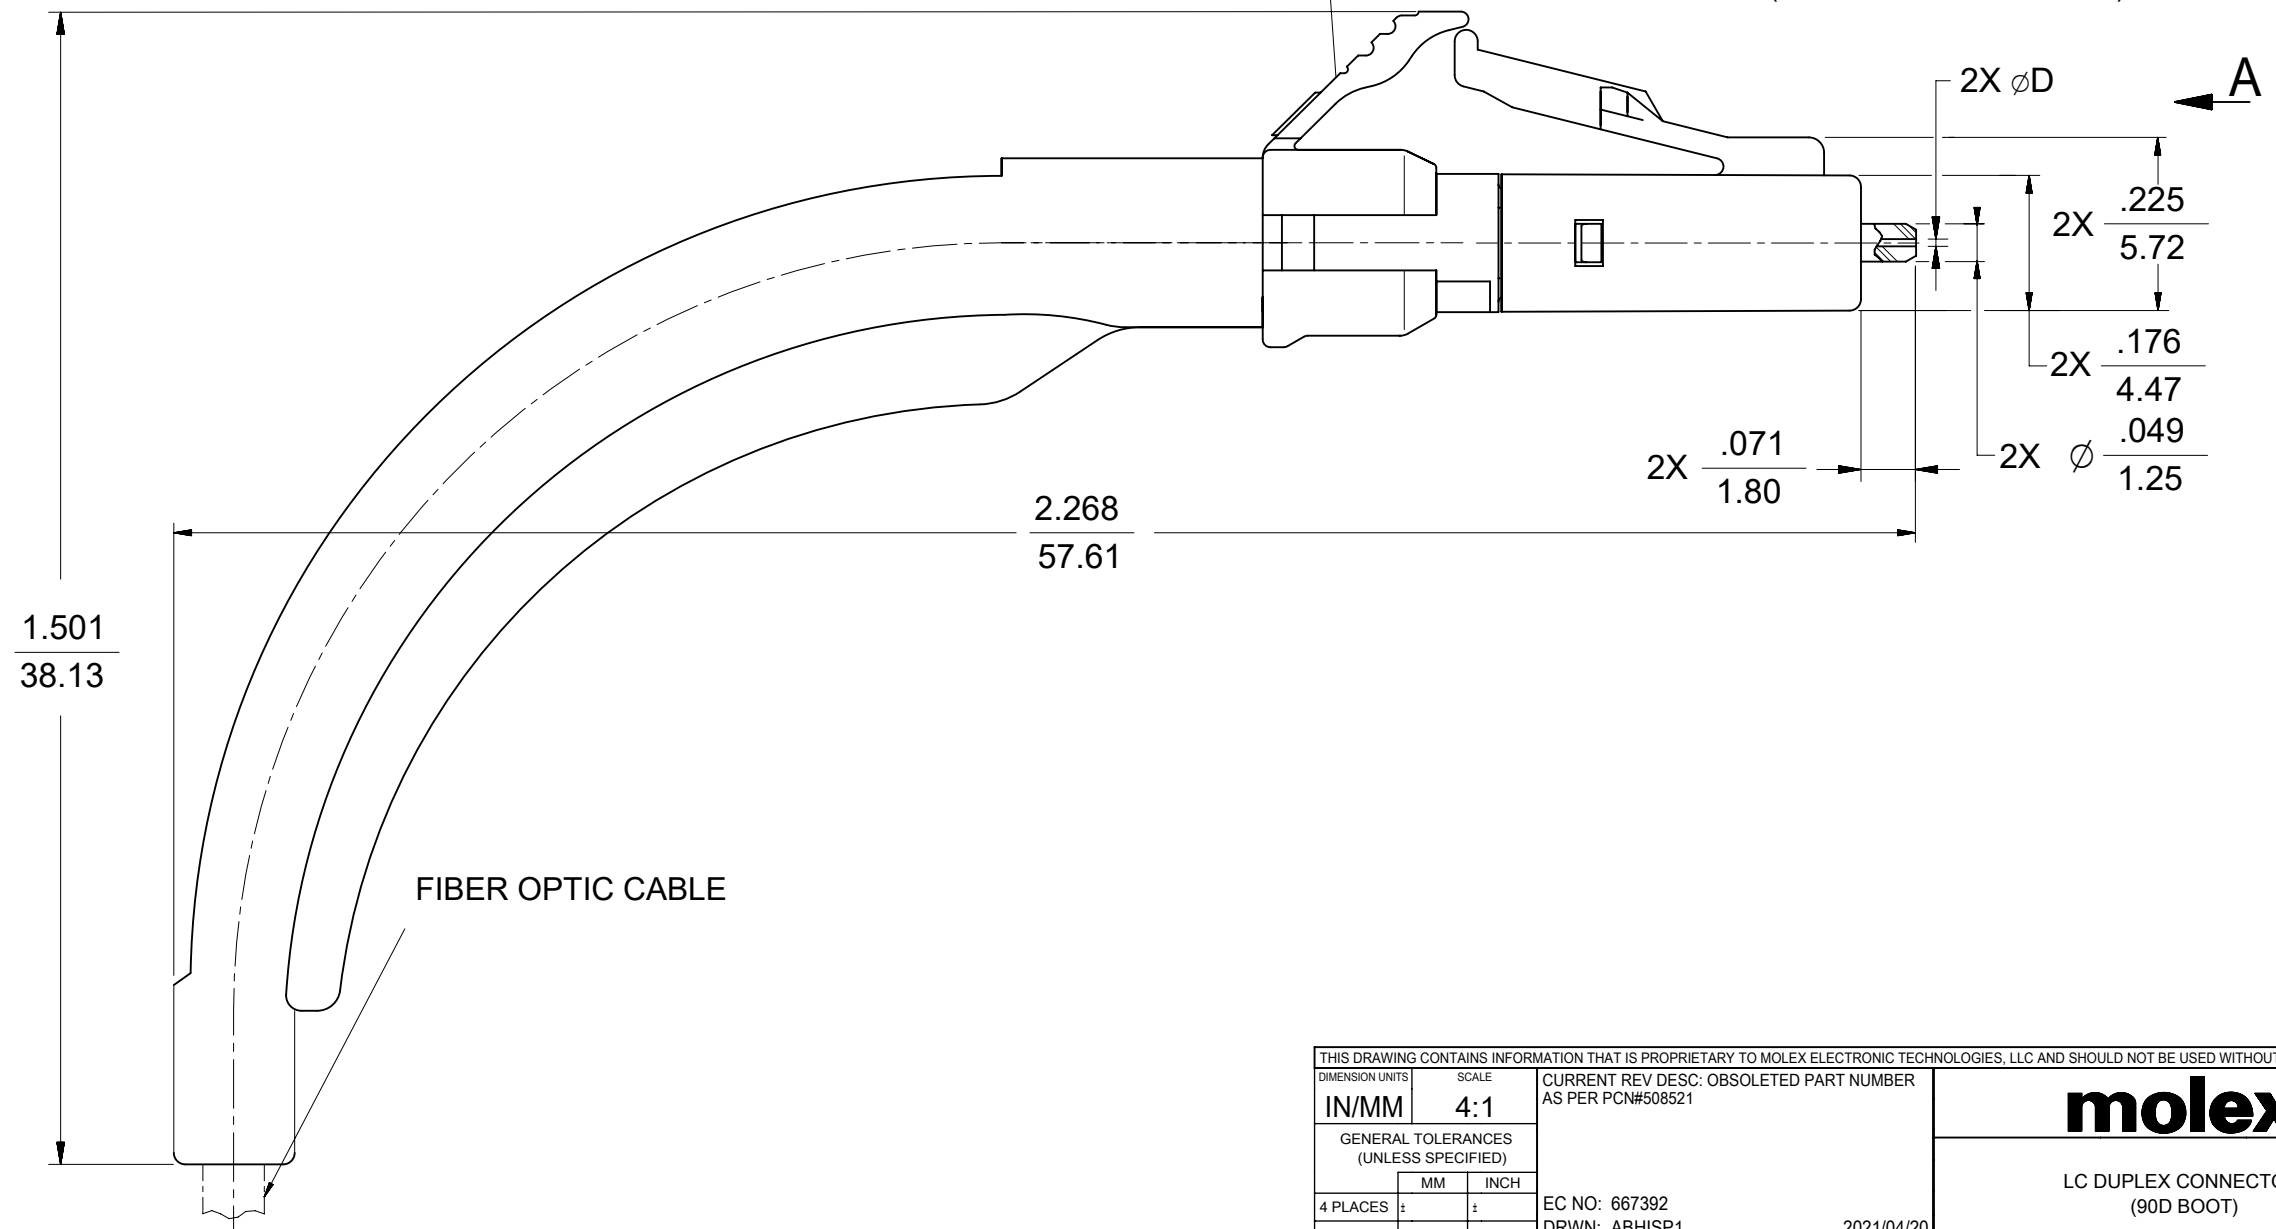 2X ⌀D
A
2X .225
5.72
2X .176
4.47
2X ⌀ .049
1.25
2X .071
1.80
2.268
57.61
1.501
38.13
FIBER OPTIC CABLE
THIS DRAWING CONTAINS INFORMATION THAT IS PROPRIETARY TO MOLEX ELECTRONIC TECHNOLOGIES, LLC AND SHOULD NOT BE USED WITHOUT
DIMENSION UNITS
SCALE
IN/MM
4:1
CURRENT REV DESC: OBSOLETED PART NUMBER
AS PER PCN#508521
molex
GENERAL TOLERANCES
(UNLESS SPECIFIED)
MM INCH
4 PLACES ± ±
EC NO: 667392
DRWN: ABHISP1 2021/04/20
LC DUPLEX CONNECTO
(90D BOOT)